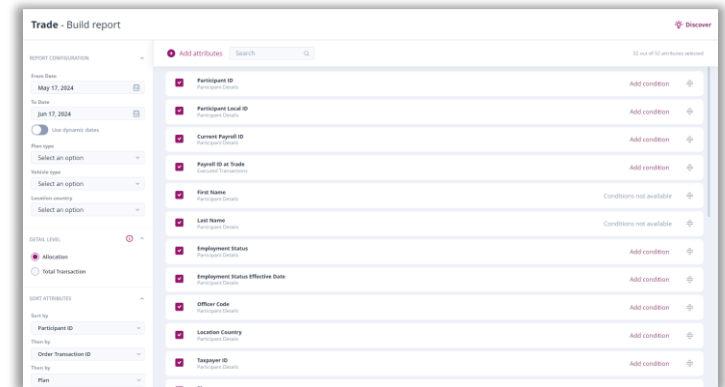 Trade - Build report
Discover
REPORT CONFIGURATION
From Date
May 17, 2024
To Date
Jun 17, 2024
Use dynamic dates
Plan type
Select an option
Vehicle type
Select an option
Location country
Select an option
DETAIL LEVEL
Allocation
Total Transaction
SORT ATTRIBUTES
Sort by
Participant ID
Then by
Order Transaction ID
Then by
Plan
Add attributes
Search
52 out of 52 attributes selected
Participant ID
Participant Details
Add condition
Participant Local ID
Participant Details
Add condition
Current Payroll ID
Participant Details
Add condition
Payroll ID at Trade
Executed Transactions
Add condition
First Name
Participant Details
Conditions not available
Last Name
Participant Details
Conditions not available
Employment Status
Participant Details
Add condition
Employment Status Effective Date
Participant Details
Add condition
Officer Code
Participant Details
Add condition
Location Country
Participant Details
Add condition
Taxpayer ID
Participant Details
Add condition